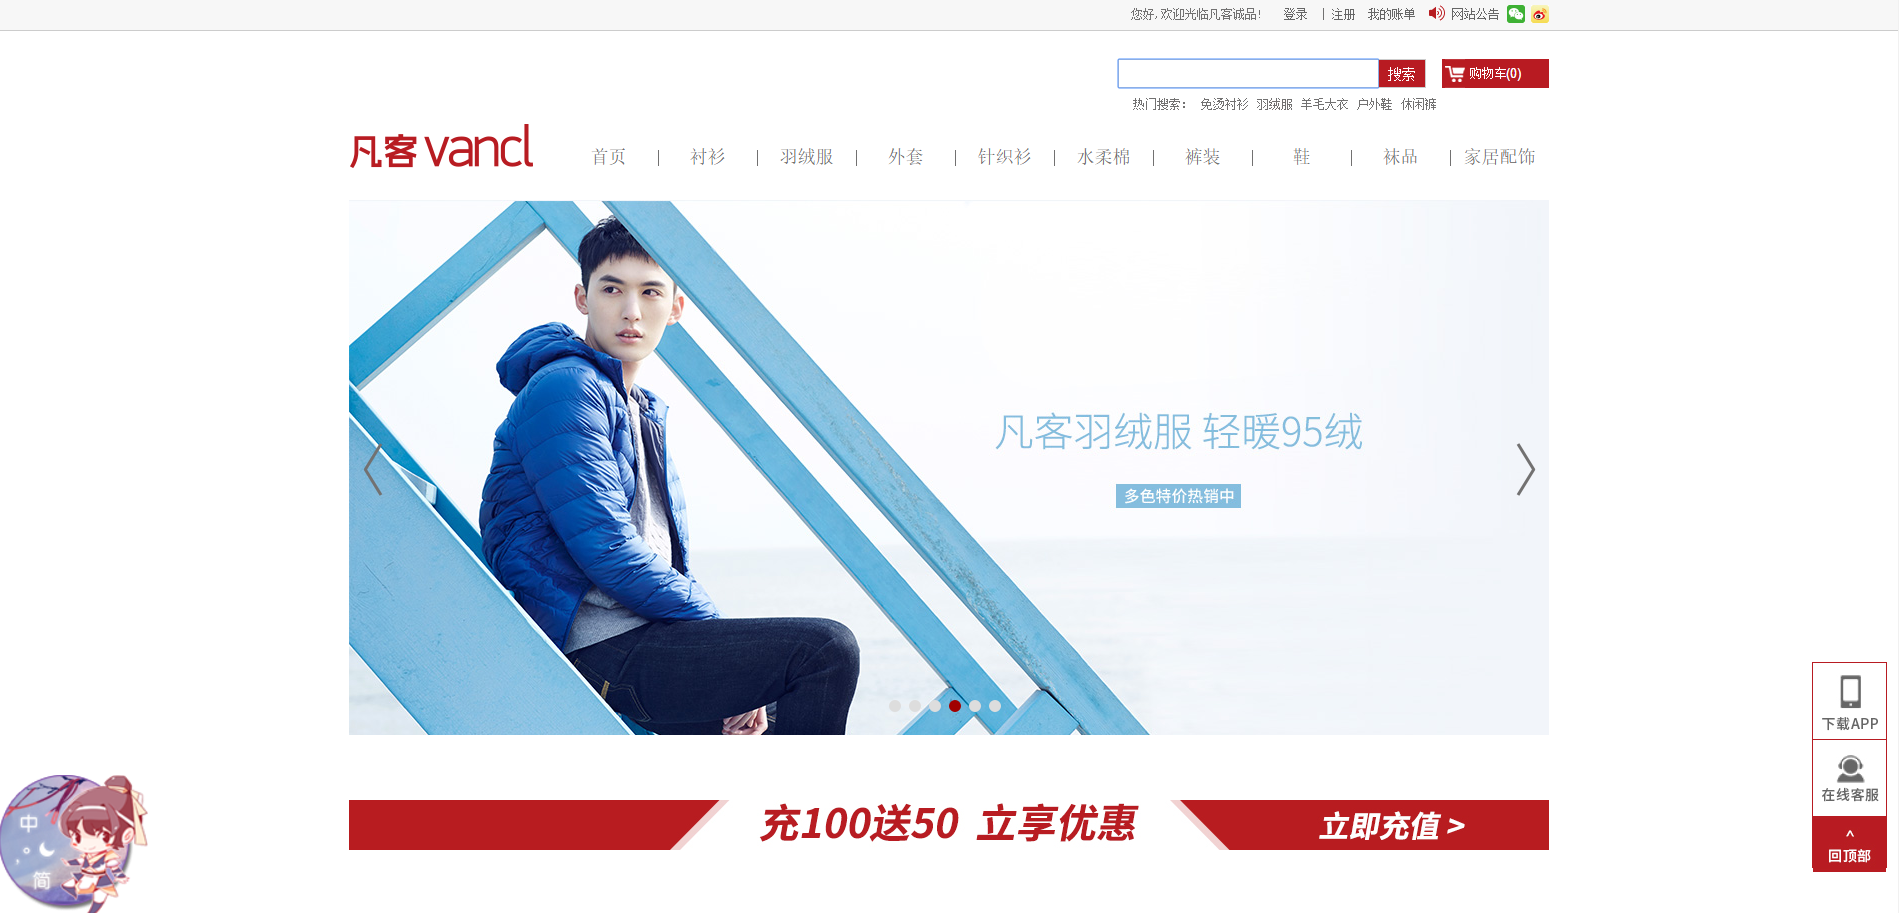 您好, 欢迎光临凡客诚品! 登录 | 注册 我的账单 网站公告
搜索 购物车(0)
热门搜索: 免烫衬衫 羽绒服 羊毛大衣 户外鞋 休闲裤
凡客 vancl
首页 | 衬衫 | 羽绒服 | 外套 | 针织衫 | 水柔棉 | 裤装 | 鞋 | 袜品 | 家居配饰
凡客羽绒服 轻暖95绒
多色特价热销中
下载APP
在线客服
^
回顶部
充100送50 立享优惠
立即充值 >
中
简